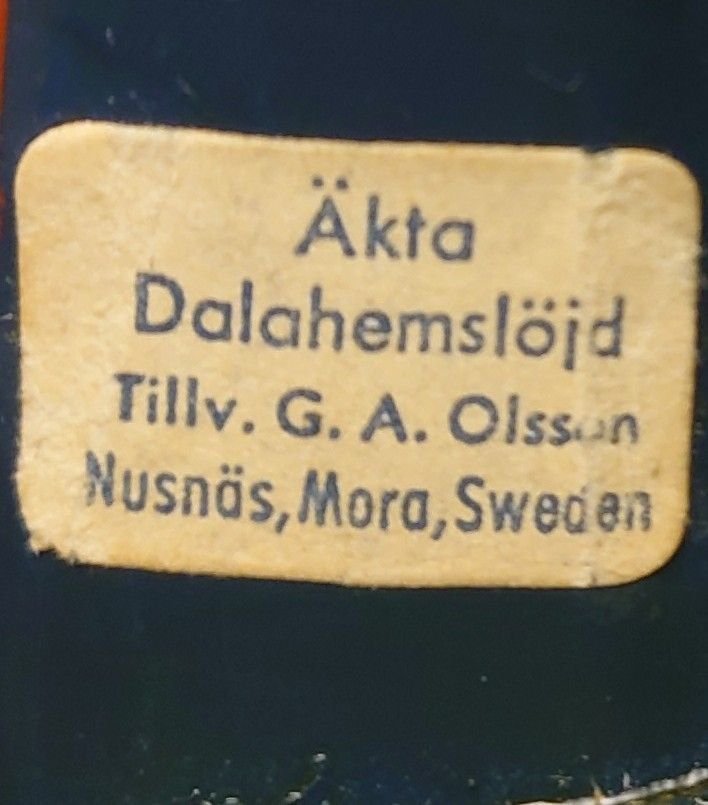 Äkta
Dalahemslöjd
Tillv. G. A. Olsson
Nusnäs, Mora, Sweden